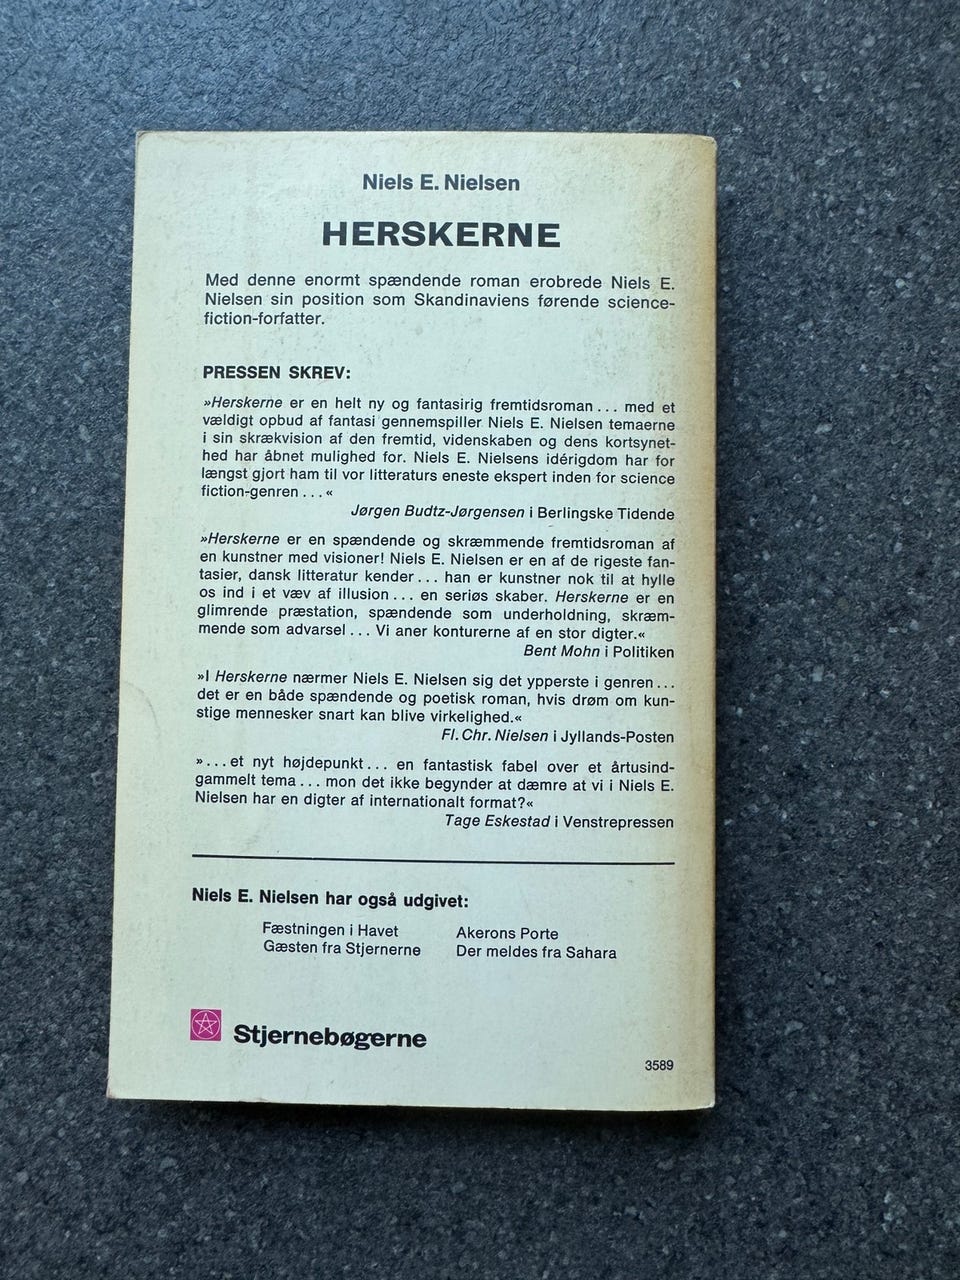 Niels E. Nielsen
HERSKERNE
Med denne enormt spændende roman erobrede Niels E.
Nielsen sin position som Skandinaviens førende science-
fiction-forfatter.
PRESSEN SKREV:
»Herskerne er en helt ny og fantasirig fremtidsroman... med et
vældigt opbud af fantasi gennemspiller Niels E. Nielsen temaerne
i sin skrækvision af den fremtid, videnskaben og dens kortsynet-
hed har åbnet mulighed for. Niels E. Nielsens idérigdom har for
længst gjort ham til vor litteraturs eneste ekspert inden for science
fiction-genren...«
Jørgen Budtz-Jørgensen i Berlingske Tidende
»Herskerne er en spændende og skræmmende fremtidsroman af
en kunstner med visioner! Niels E. Nielsen er en af de rigeste fan-
tasier, dansk litteratur kender... han er kunstner nok til at hylle
os ind i et væv af illusion... en seriøs skaber. Herskerne er en
glimrende præstation, spændende som underholdning, skræm-
mende som advarsel... Vi aner konturerne af en stor digter.«
Bent Mohn i Politiken
»I Herskerne nærmer Niels E. Nielsen sig det ypperste i genren...
det er en både spændende og poetisk roman, hvis drøm om kun-
stige mennesker snart kan blive virkelighed.«
Fl. Chr. Nielsen i Jyllands-Posten
»...et nyt højdepunkt... en fantastisk fabel over et årtusind-
gammelt tema... mon det ikke begynder at dæmre at vi i Niels E.
Nielsen har en digter af internationalt format?«
Tage Eskestad i Venstrepressen
Niels E. Nielsen har også udgivet:
Fæstningen i Havet
Gæsten fra Stjernerne
Akerons Porte
Der meldes fra Sahara
Stjernebøgerne
3589